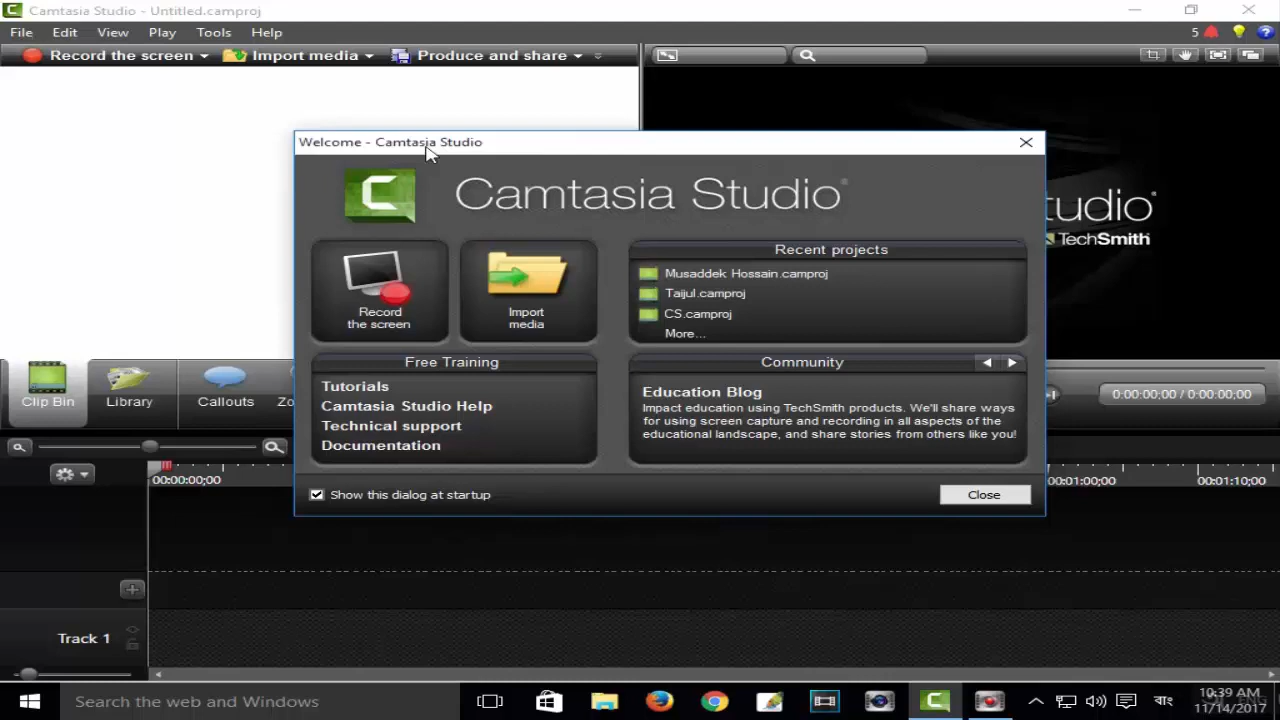 Camtasia Studio - Untitled.camproj
File Edit View Play Tools Help
5
Record the screen Import media Produce and share
Welcome - Camtasia Studio
Camtasia Studio®
Record
the screen
Import
media
Recent projects
Musaddek Hossain.camproj
Taijul.camproj
CS.camproj
More...
tudio®
TechSmith
Free Training
Tutorials
Camtasia Studio Help
Technical support
Documentation
Community
Education Blog
Impact education using TechSmith products. We'll share ways
for using screen capture and recording in all aspects of the
educational landscape, and share stories from others like you!
Show this dialog at startup
Close
Clip Bin Library Callouts Zo
0:00:00;00 / 0:00:00;00
00:00:00;00 00:01:00;00 00:01:10;00
Track 1
Search the web and Windows
বাং
10:39 AM
11/14/2017